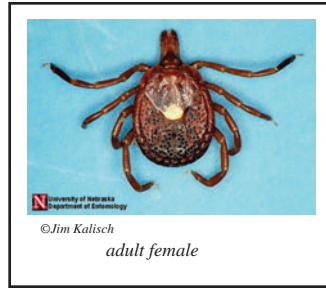 N University of Nebraska
Department of Entomology
©Jim Kalisch
adult female